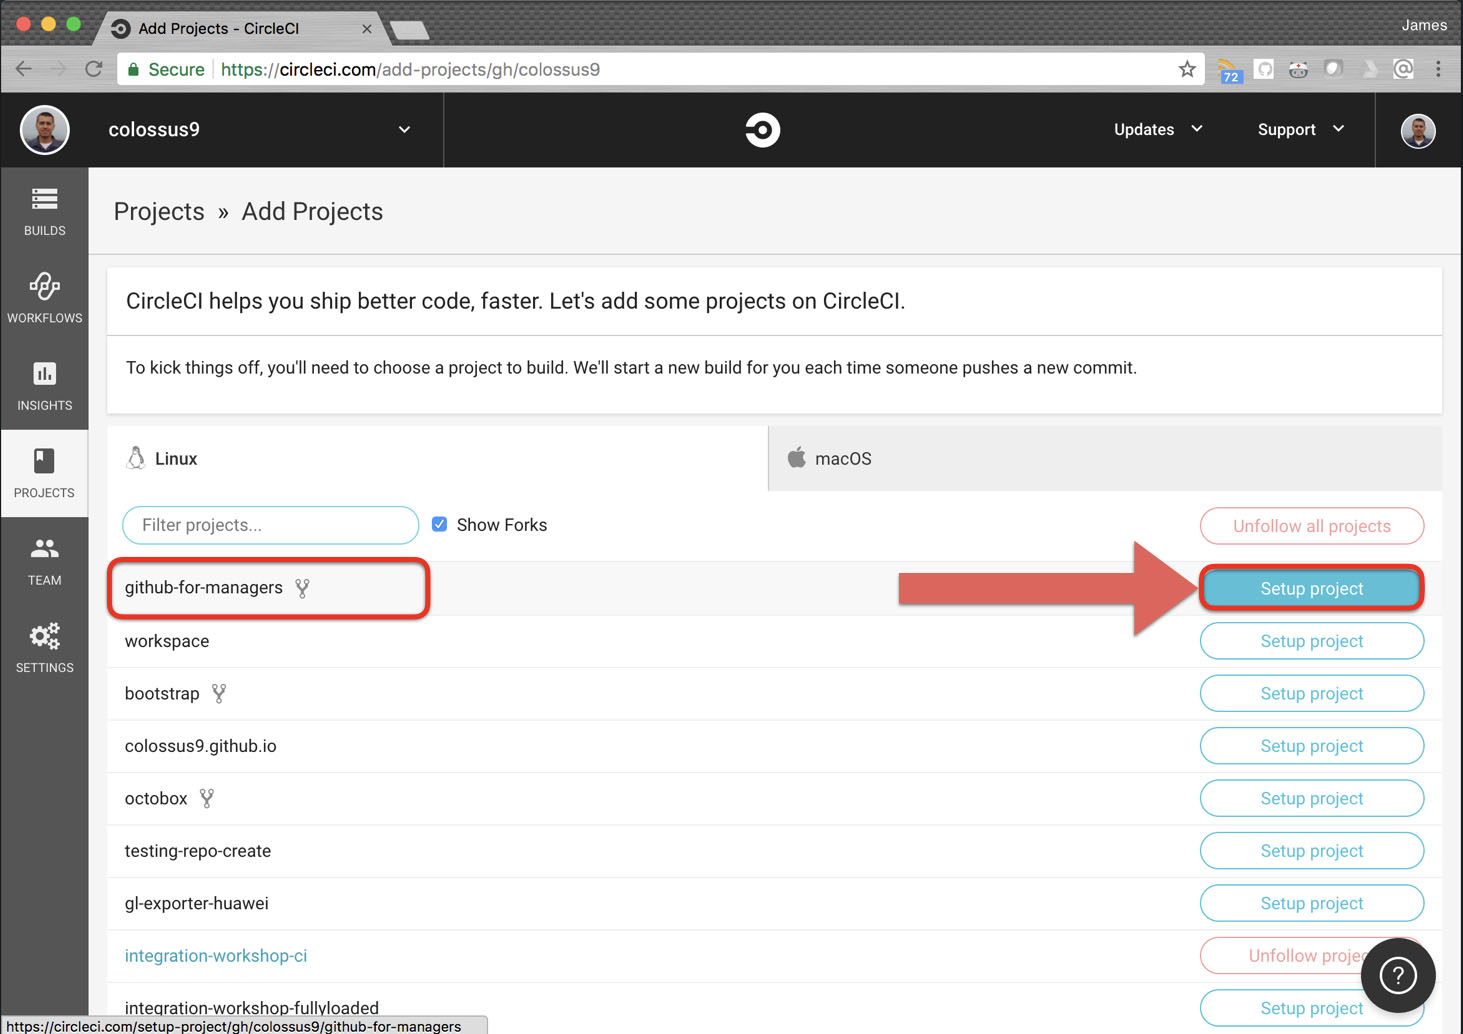 Add Projects - CircleCI
James
Secure https://circleci.com/add-projects/gh/colossus9
72
colossus9
Updates
Support
BUILDS
WORKFLOWS
INSIGHTS
PROJECTS
TEAM
SETTINGS
Projects » Add Projects
CircleCI helps you ship better code, faster. Let's add some projects on CircleCI.
To kick things off, you'll need to choose a project to build. We'll start a new build for you each time someone pushes a new commit.
Linux
macOS
Filter projects...
Show Forks
Unfollow all projects
github-for-managers
Setup project
workspace
Setup project
bootstrap
Setup project
colossus9.github.io
Setup project
octobox
Setup project
testing-repo-create
Setup project
gl-exporter-huawei
Setup project
integration-workshop-ci
Unfollow projec
?
integration-workshop-fullyloaded
Setup project
https://circleci.com/setup-project/gh/colossus9/github-for-managers